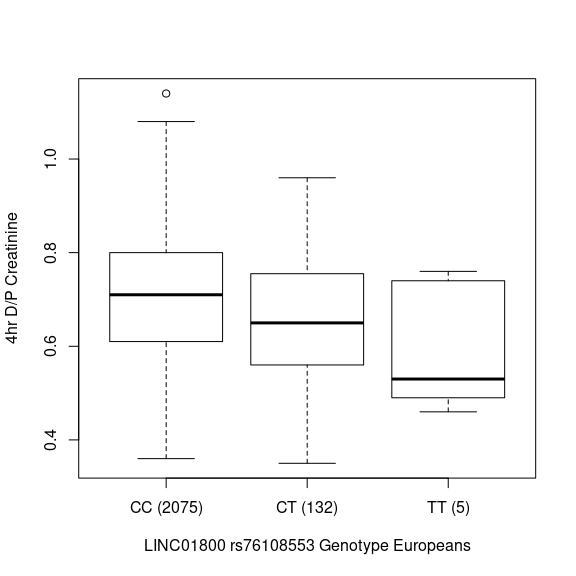 4hr D/P Creatinine
1.0
0.8
0.6
0.4
CC (2075) CT (132) TT (5)
LINC01800 rs76108553 Genotype Europeans